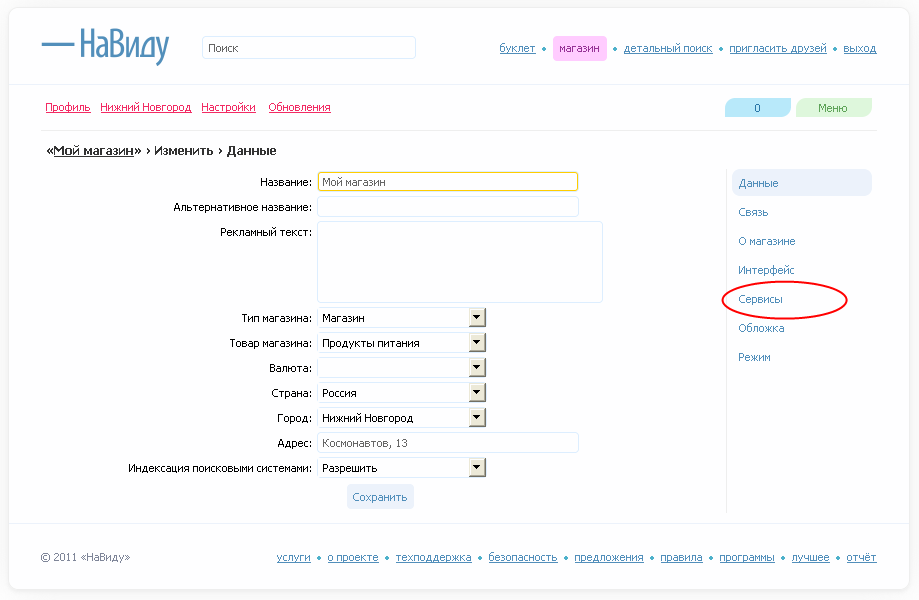 НаВиду
Поиск
буклет • магазин • детальный поиск • пригласить друзей • выход
Профиль Нижний Новгород Настройки Обновления
0 Меню
«Мой магазин» › Изменить › Данные
Название: Мой магазин
Альтернативное название:
Рекламный текст:
Тип магазина: Магазин
Товар магазина: Продукты питания
Валюта:
Страна: Россия
Город: Нижний Новгород
Адрес: Космонавтов, 13
Индексация поисковыми системами: Разрешить
Сохранить
Данные
Связь
О магазине
Интерфейс
Сервисы
Обложка
Режим
© 2011 «НаВиду»
услуги • о проекте • техподдержка • безопасность • предложения • правила • программы • лучшее • отчёт